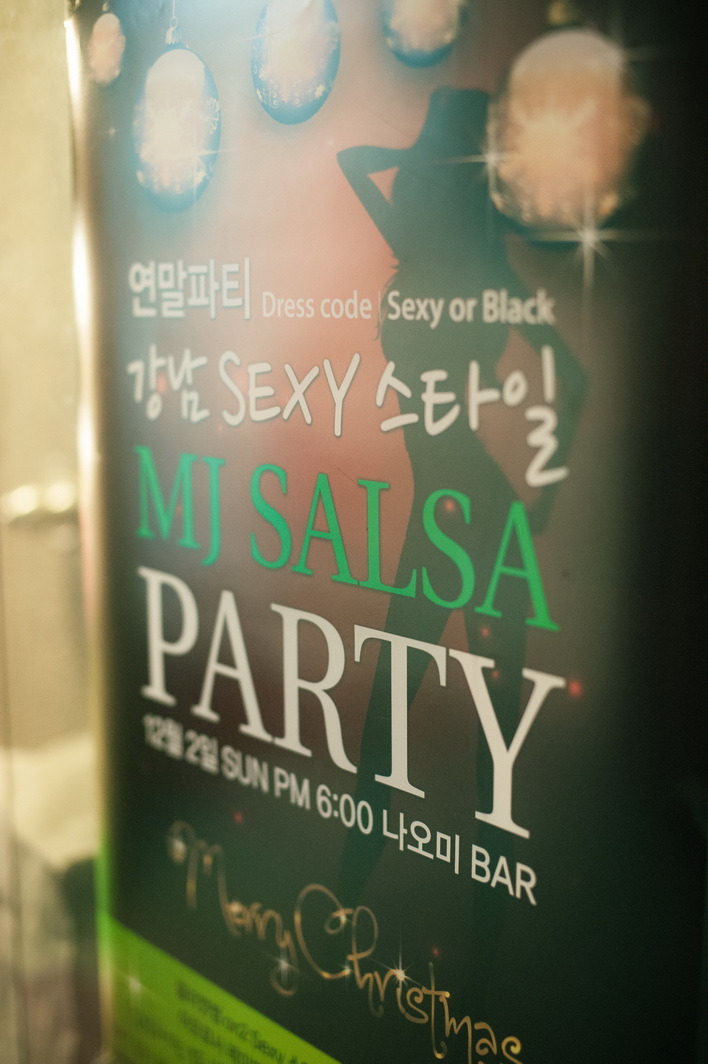 연말파티 Dress code | Sexy or Black
강남 SEXY 스타일
MJ SALSA
PARTY
12월 2일 SUN PM 6:00 나오미 BAR
Merry Christmas